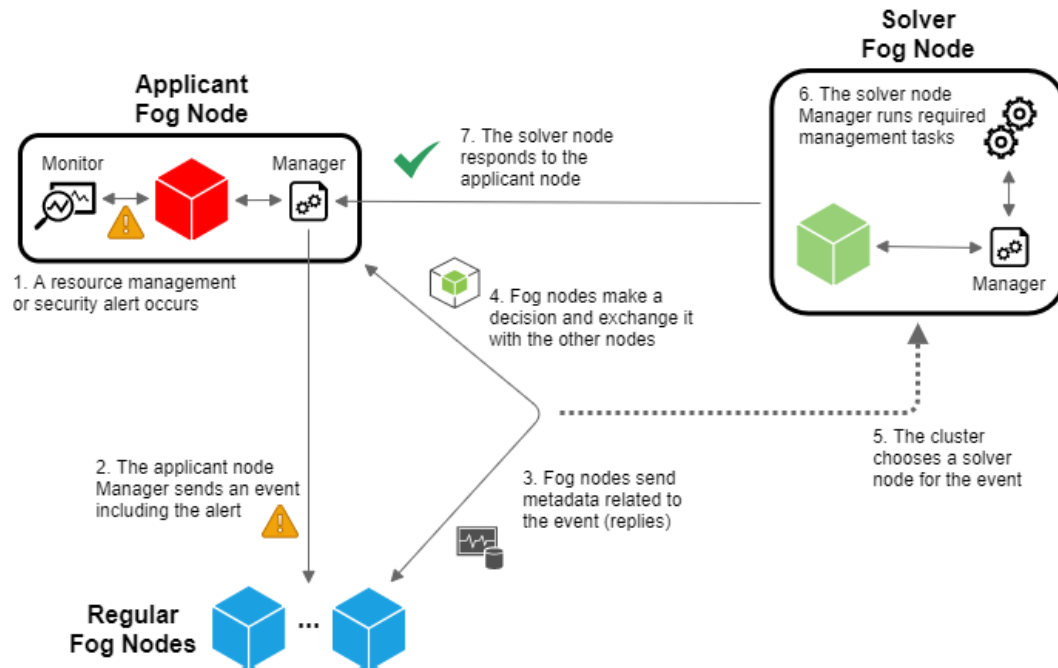 Solver
Fog Node
Applicant
Fog Node
Monitor
Manager
1. A resource management
or security alert occurs
7. The solver node
responds to the
applicant node
6. The solver node
Manager runs required
management tasks
Manager
4. Fog nodes make a
decision and exchange it
with the other nodes
2. The applicant node
Manager sends an event
including the alert
3. Fog nodes send
metadata related to
the event (replies)
5. The cluster
chooses a solver
node for the event
Regular
Fog Nodes
...